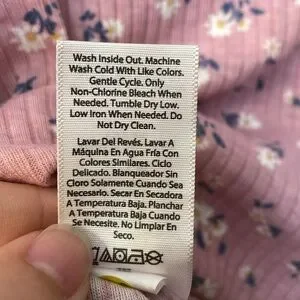 Wash Inside Out. Machine
Wash Cold With Like Colors.
Gentle Cycle. Only
Non-Chlorine Bleach When
Needed. Tumble Dry Low.
Low Iron When Needed. Do
Not Dry Clean.
Lavar Del Revés. Lavar A
Máquina En Agua Fría Con
Colores Similares. Ciclo
Delicado. Blanqueador Sin
Cloro Solamente Cuando Sea
Necesario. Secar En Secadora
A Temperatura Baja. Planchar
A Temperatura Baja Cuando
Se Necesite. No Limpiar En
Seco.